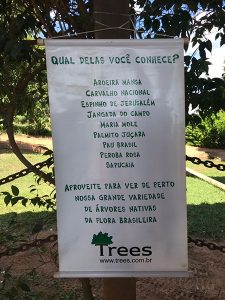 QUAL DELAS VOCÊ CONHECE?
AROEIRA MANSA
CARVALHO NACIONAL
ESPINHO DE JERUSALÉM
JANGADA DO CAMPO
MARIA MOLE
PALMITO JUÇARA
PAU BRASIL
PEROBA ROSA
SAPUCAIA
APROVEITE PARA VER DE PERTO
NOSSA GRANDE VARIEDADE
DE ÁRVORES NATIVAS
DA FLORA BRASILEIRA
Trees
www.trees.com.br